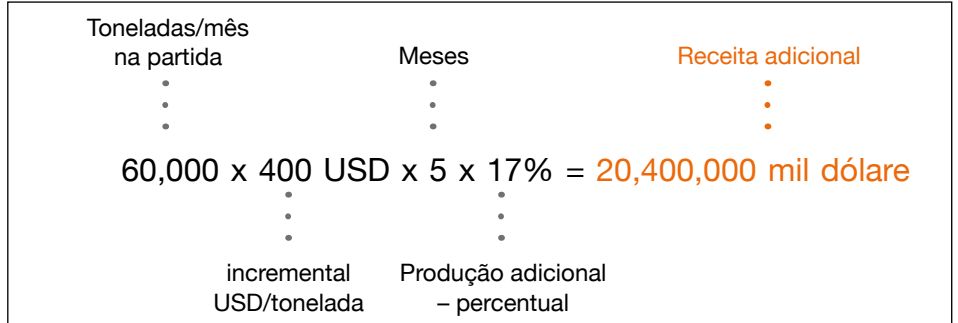 Toneladas/mês
na partida
Meses
Receita adicional
60,000 x 400 USD x 5 x 17% = 20,400,000 mil dólare
incremental
USD/tonelada
Produção adicional
– percentual